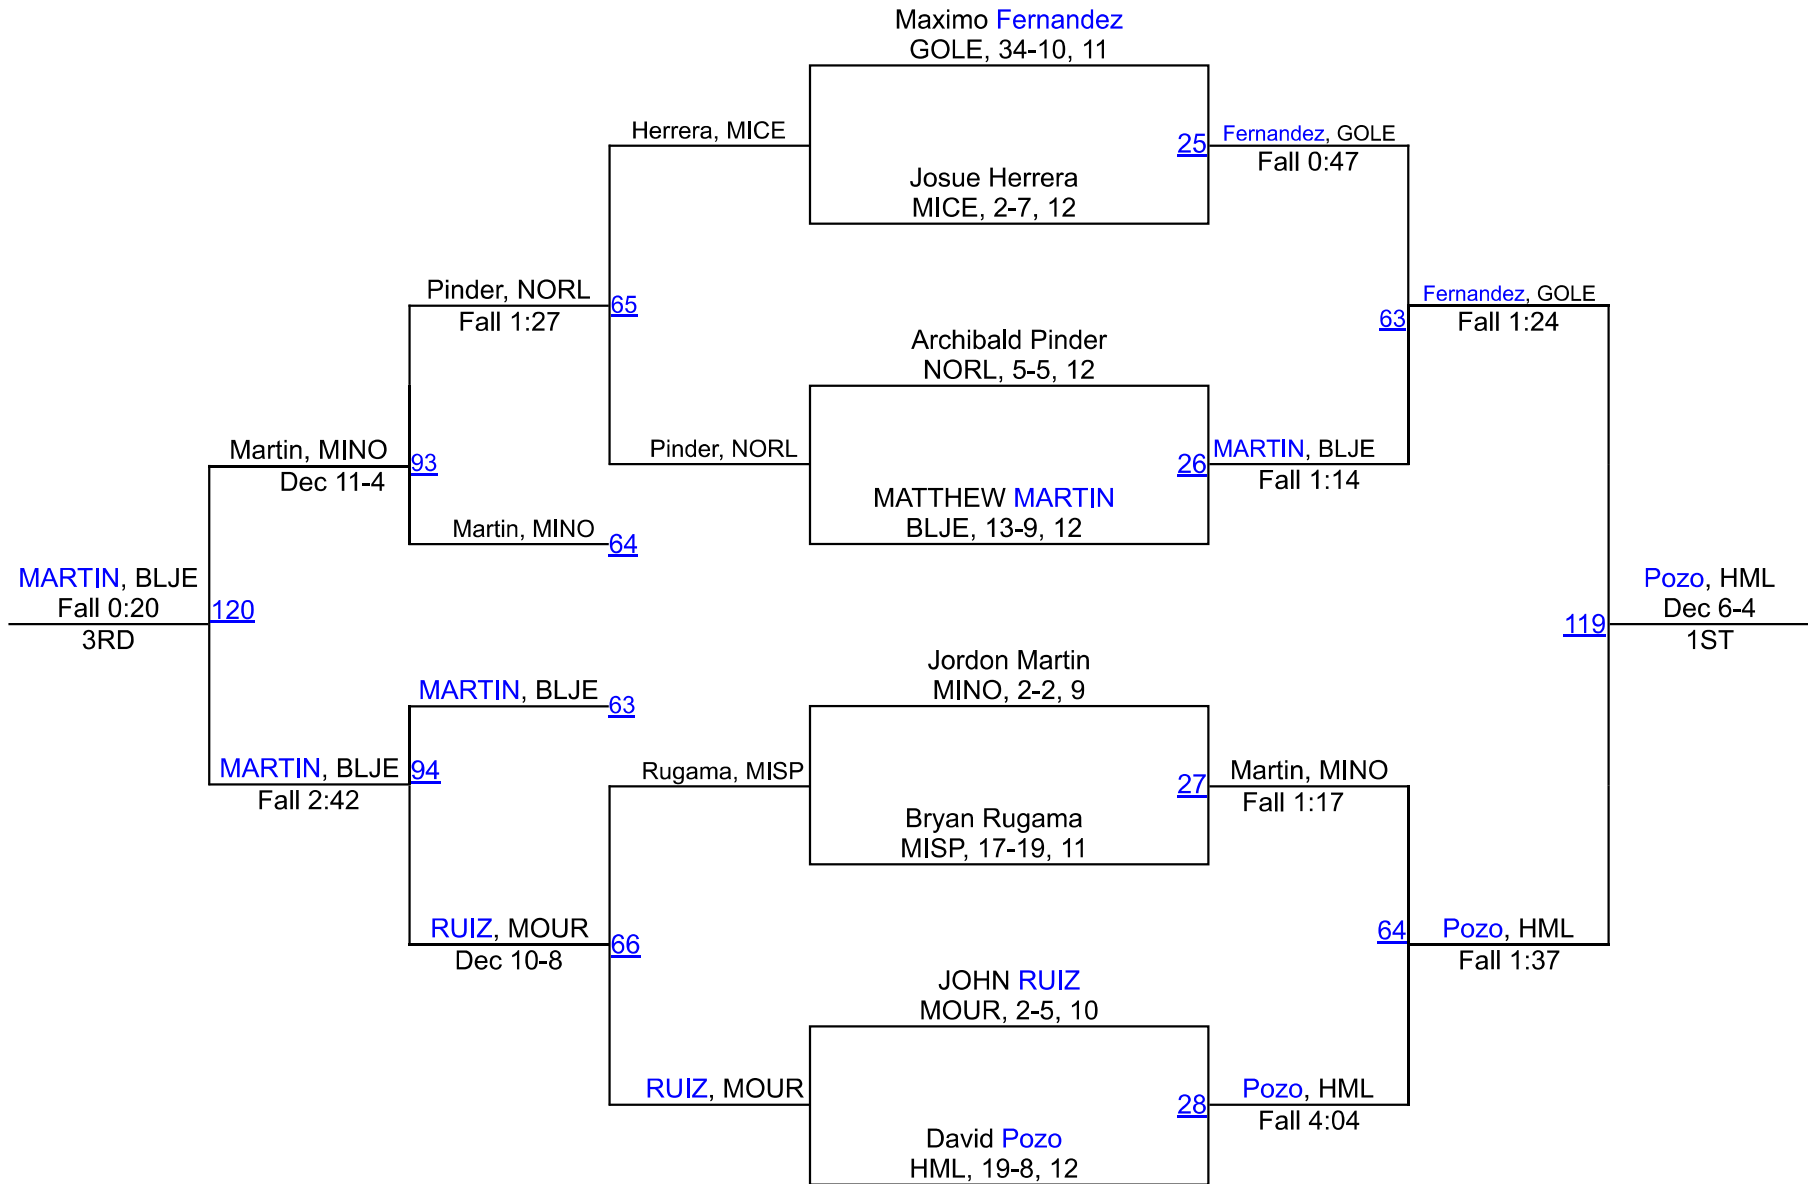 Maximo Fernandez
GOLE, 34-10, 11
Herrera, MICE
25
Fernandez, GOLE
Fall 0:47
Josue Herrera
MICE, 2-7, 12
Pinder, NORL
Fall 1:27
65
63
Fernandez, GOLE
Fall 1:24
Archibald Pinder
NORL, 5-5, 12
Martin, MINO
Dec 11-4
93
Pinder, NORL
26
MARTIN, BLJE
Fall 1:14
MATTHEW MARTIN
BLJE, 13-9, 12
Martin, MINO
64
MARTIN, BLJE
Fall 0:20
3RD
120
119
Pozo, HML
Dec 6-4
1ST
Jordon Martin
MINO, 2-2, 9
MARTIN, BLJE
63
MARTIN, BLJE
Fall 2:42
94
Rugama, MISP
27
Martin, MINO
Fall 1:17
Bryan Rugama
MISP, 17-19, 11
RUIZ, MOUR
Dec 10-8
66
64
Pozo, HML
Fall 1:37
JOHN RUIZ
MOUR, 2-5, 10
RUIZ, MOUR
28
Pozo, HML
Fall 4:04
David Pozo
HML, 19-8, 12